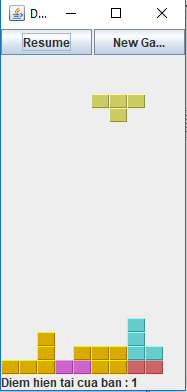 D...
Resume
New Ga...
Diem hien tai cua ban : 1